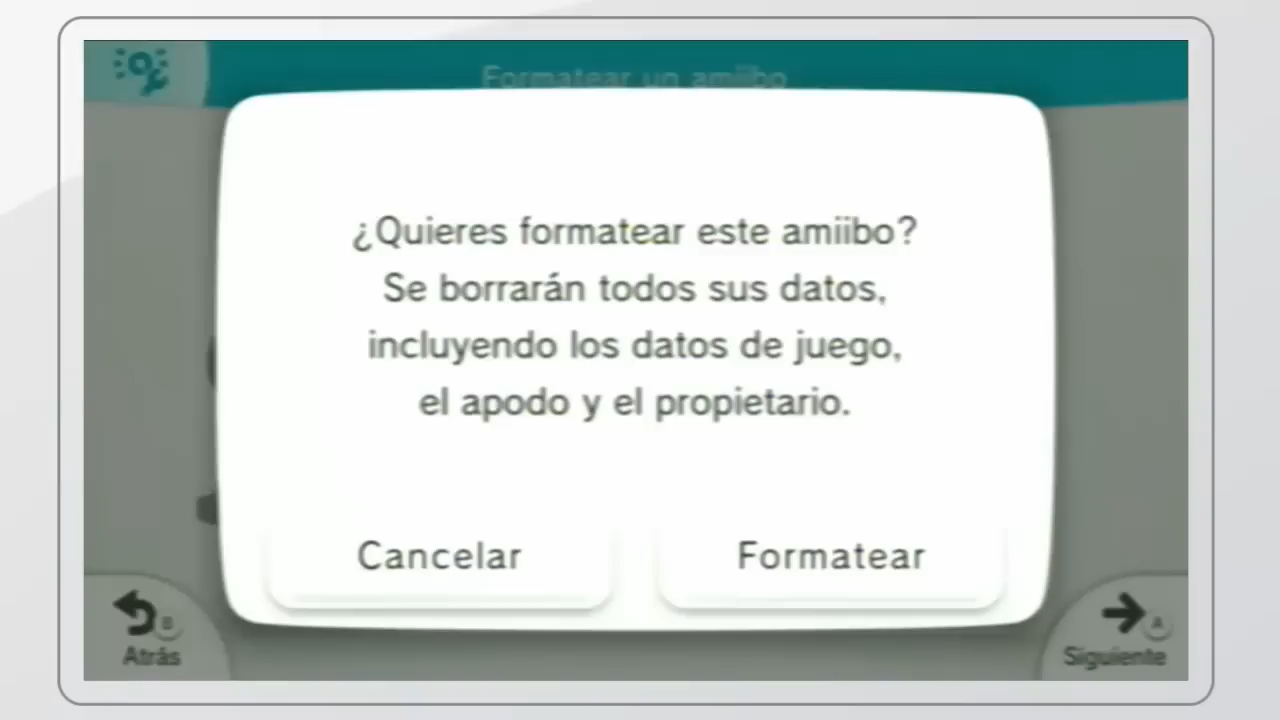 Formatear un amiibo
¿Quieres formatear este amiibo?
Se borrarán todos sus datos,
incluyendo los datos de juego,
el apodo y el propietario.
Cancelar
Formatear
B
Atrás
A
Siguiente